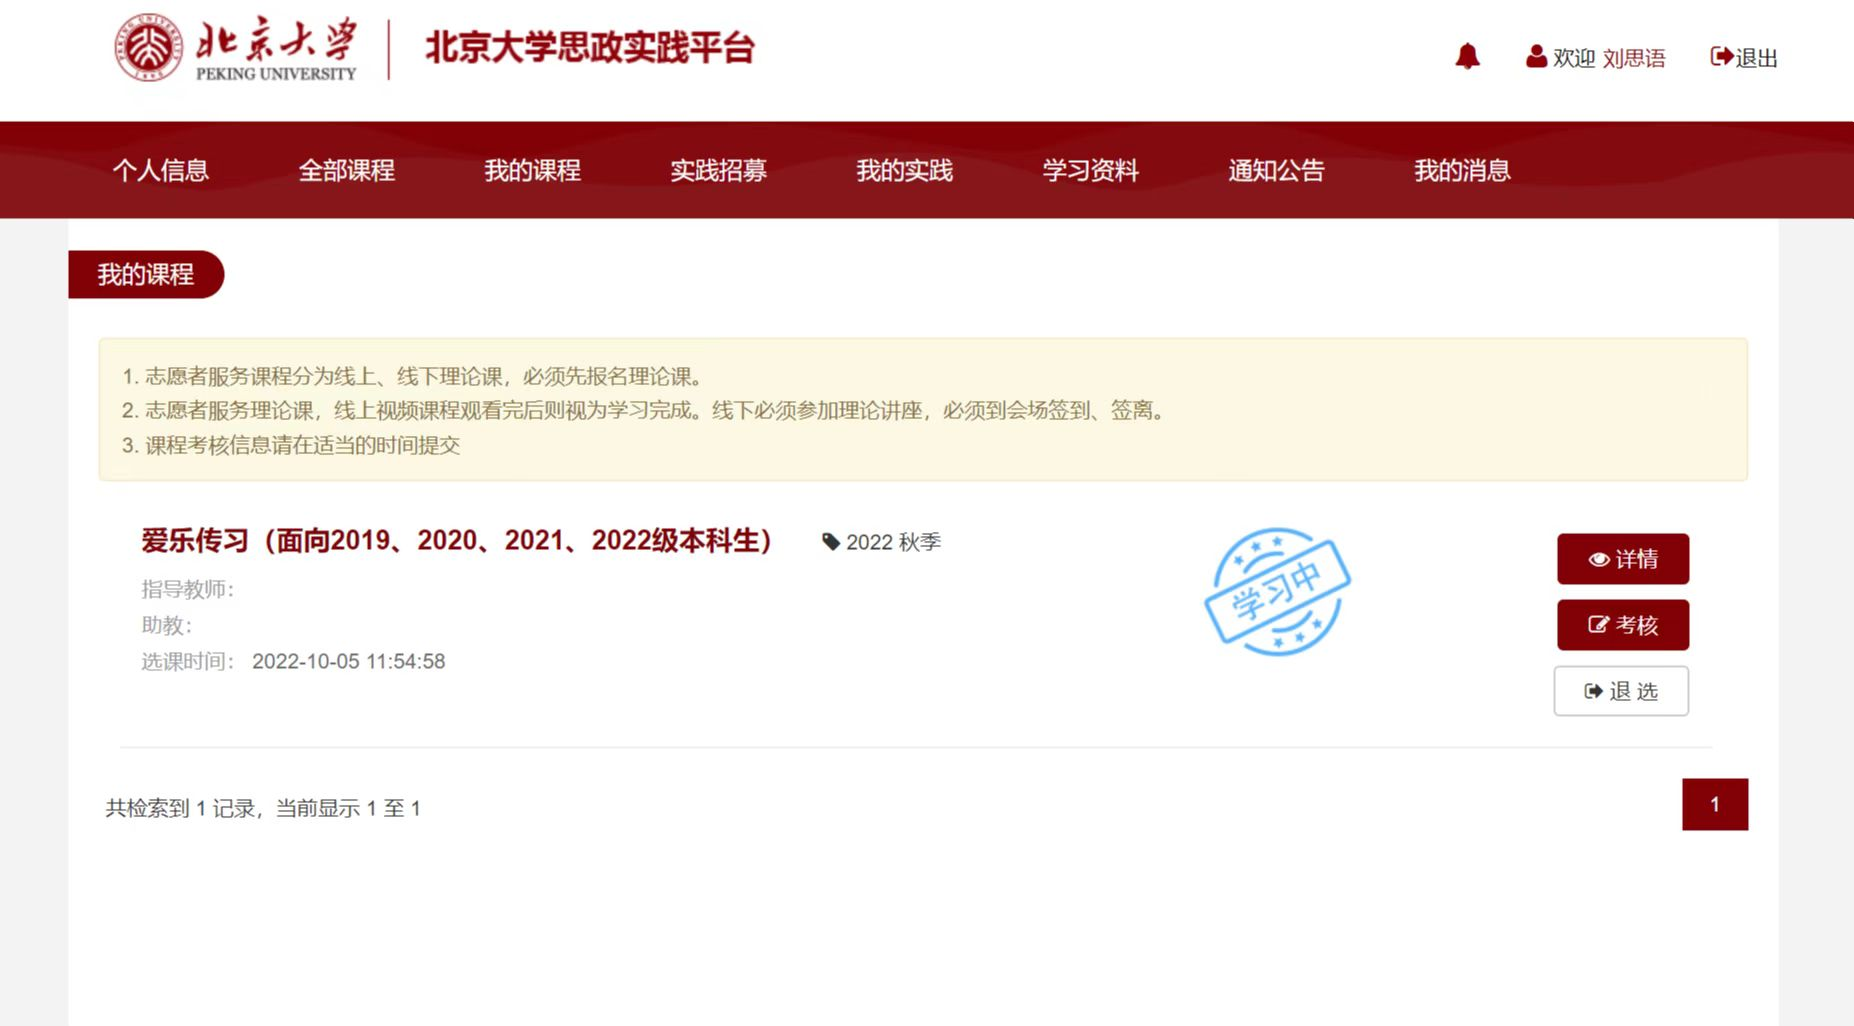 北京大学
PEKING UNIVERSITY
北京大学思政实践平台
欢迎 刘思语
退出
个人信息 全部课程 我的课程 实践招募 我的实践 学习资料 通知公告 我的消息
我的课程
1. 志愿者服务课程分为线上、线下理论课，必须先报名理论课。
2. 志愿者服务理论课，线上视频课程观看完后则视为学习完成。线下必须参加理论讲座，必须到会场签到、签离。
3. 课程考核信息请在适当的时间提交
爱乐传习（面向2019、2020、2021、2022级本科生） 2022 秋季
指导教师：
助教：
选课时间： 2022-10-05 11:54:58
学习中
详情
考核
退 选
共检索到 1 记录，当前显示 1 至 1
1